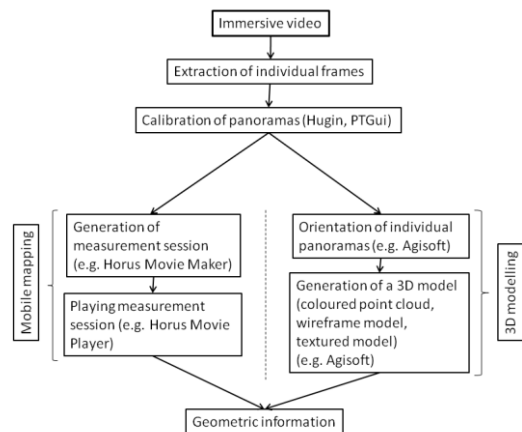 Immersive video
Extraction of individual frames
Calibration of panoramas (Hugin, PTGui)
Mobile mapping
Generation of
measurement session
(e.g. Horus Movie Maker)
Playing measurement
session (e.g. Horus Movie
Player)
Orientation of individual
panoramas (e.g. Agisoft)
Generation of a 3D model
(coloured point cloud,
wireframe model,
textured model)
(e.g. Agisoft)
3D modelling
Geometric information